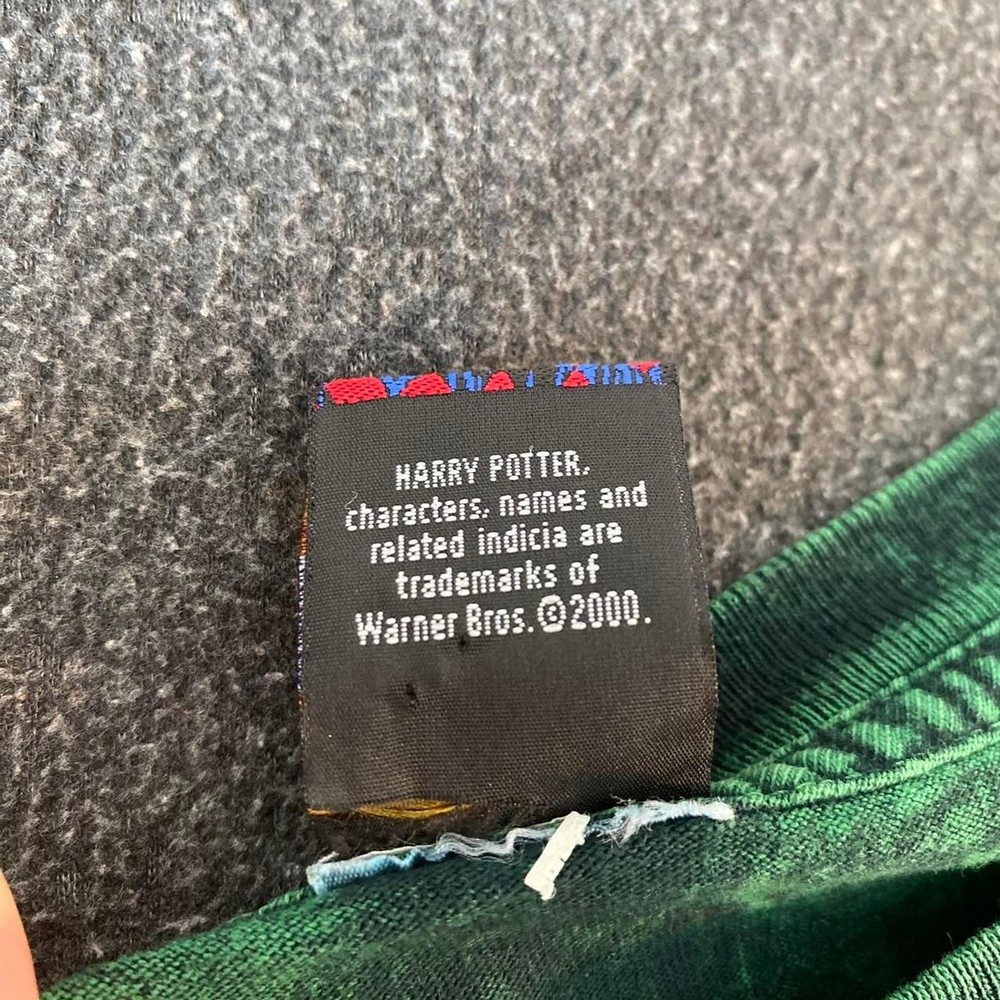 HARRY POTTER,
characters, names and
related indicia are
trademarks of
Warner Bros. ©2000.